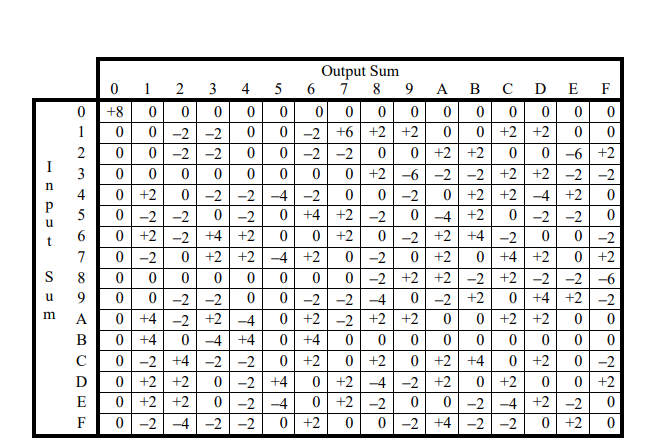 Output Sum
0 1 2 3 4 5 6 7 8 9 A B C D E F
Input Sum
0 +8 0 0 0 0 0 0 0 0 0 0 0 0 0 0 0
1 0 0 –2 –2 0 0 –2 +6 +2 +2 0 0 +2 +2 0 0
2 0 0 –2 –2 0 0 –2 –2 0 0 +2 +2 0 0 –6 +2
3 0 0 0 0 0 0 0 0 +2 –6 –2 –2 +2 +2 –2 –2
4 0 +2 0 –2 –2 –4 –2 0 0 –2 0 +2 +2 –4 +2 0
5 0 –2 –2 0 –2 0 +4 +2 –2 0 –4 +2 0 –2 –2 0
6 0 +2 –2 +4 +2 0 0 +2 0 –2 +2 +4 –2 0 0 –2
7 0 –2 0 +2 +2 –4 +2 0 –2 0 +2 0 +4 +2 0 +2
8 0 0 0 0 0 0 0 0 –2 +2 +2 –2 +2 –2 –2 –6
9 0 0 –2 –2 0 0 –2 –2 –4 0 –2 +2 0 +4 +2 –2
A 0 +4 –2 +2 –4 0 +2 –2 +2 +2 0 0 +2 +2 0 0
B 0 +4 0 –4 +4 0 +4 0 0 0 0 0 0 0 0 0
C 0 –2 +4 –2 –2 0 +2 0 +2 0 +2 +4 0 +2 0 –2
D 0 +2 +2 0 –2 +4 0 +2 –4 –2 +2 0 +2 0 0 +2
E 0 +2 +2 0 –2 –4 0 +2 –2 0 0 –2 –4 +2 –2 0
F 0 –2 –4 –2 –2 0 +2 0 0 –2 +4 –2 –2 0 +2 0